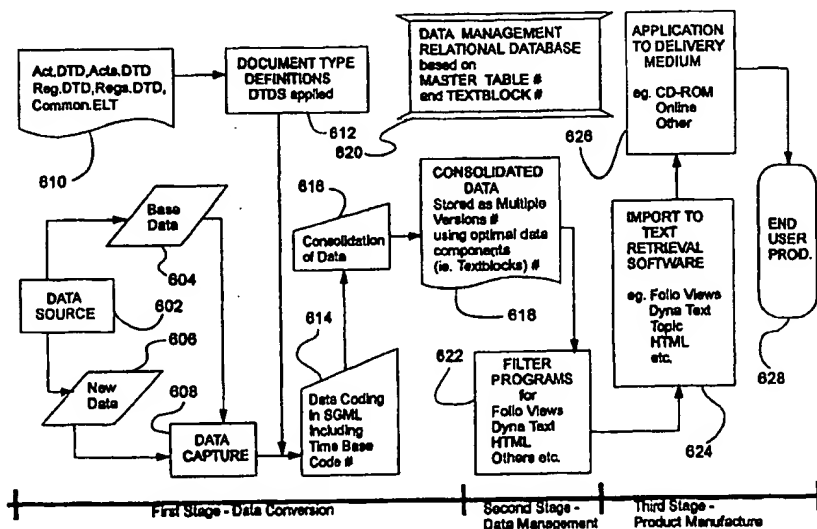 Act.DTD,Acts.DTD
Reg.DTD,Regs.DTD,
Common.ELT
610
DOCUMENT TYPE
DEFINITIONS
DTDS applied
612
DATA MANAGEMENT
RELATIONAL DATABASE
based on
MASTER TABLE #
and TEXTBLOCK #
620
APPLICATION
TO DELIVERY
MEDIUM
eg. CD-ROM
Online
Other
626
Base
Data
604
DATA
SOURCE
602
606
New
Data
608
DATA
CAPTURE
616
Consolidation
of Data
614
Data Coding
in SGML
Including
Time Base
Code #
CONSOLIDATED
DATA
Stored as Multiple
Versions #
using optimal data
components
(ie. Textblocks) #
618
622
FILTER
PROGRAMS
for
Folio Views
Dyna Text
HTML
Others etc.
IMPORT TO
TEXT
RETRIEVAL
SOFTWARE
eg. Folio Views
Dyna Text
Topic
HTML
etc.
624
END
USER
PROD.
628
First Stage - Data Conversion
Second Stage -
Data Management
Third Stage -
Product Manufacture